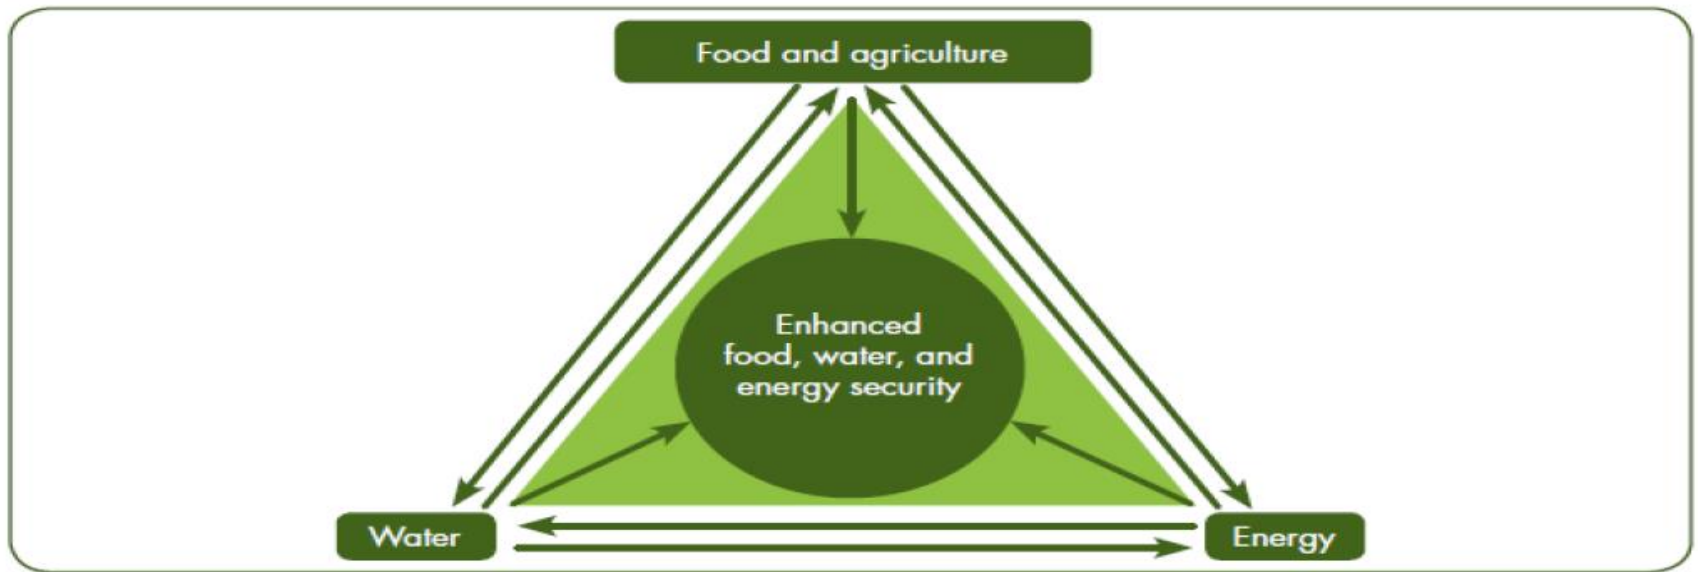 Food and agriculture
Enhanced
food, water, and
energy security
Water
Energy